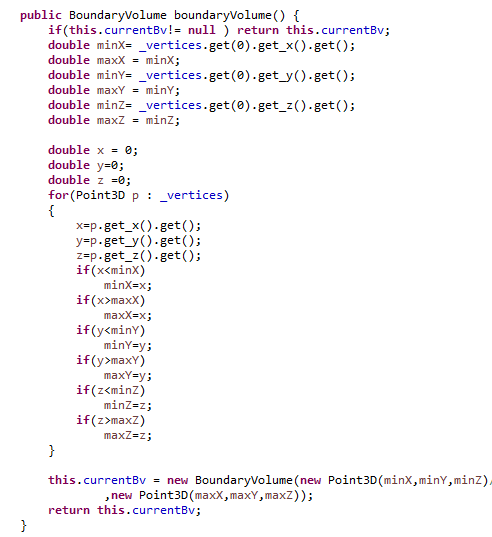 public BoundaryVolume boundaryVolume() {
if(this.currentBv!= null ) return this.currentBv;
double minX= _vertices.get(0).get_x().get();
double maxX = minX;
double minY= _vertices.get(0).get_y().get();
double maxY = minY;
double minZ= _vertices.get(0).get_z().get();
double maxZ = minZ;
double x = 0;
double y=0;
double z =0;
for(Point3D p : _vertices)
{
x=p.get_x().get();
y=p.get_y().get();
z=p.get_z().get();
if(x<minX)
minX=x;
if(x>maxX)
maxX=x;
if(y<minY)
minY=y;
if(y>maxY)
maxY=y;
if(z<minZ)
minZ=z;
if(z>maxZ)
maxZ=z;
}
this.currentBv = new BoundaryVolume(new Point3D(minX,minY,minZ)/
,new Point3D(maxX,maxY,maxZ));
return this.currentBv;
}